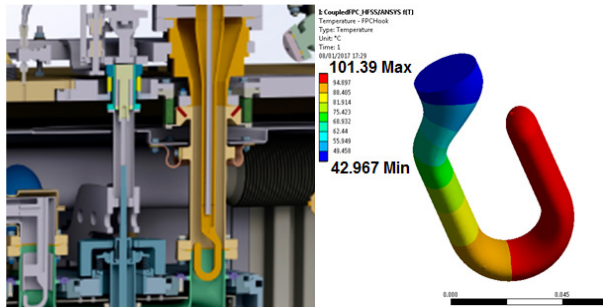 I: CoupledFPC_HFSS/ANSYS f(T)
Temperature - FPCHook
Type: Temperature
Unit: °C
Time: 1
08/01/2017 17:29
101.39 Max
94.897
88.405
81.914
75.423
68.932
62.44
55.949
49.458
42.967 Min
0.000
0.045